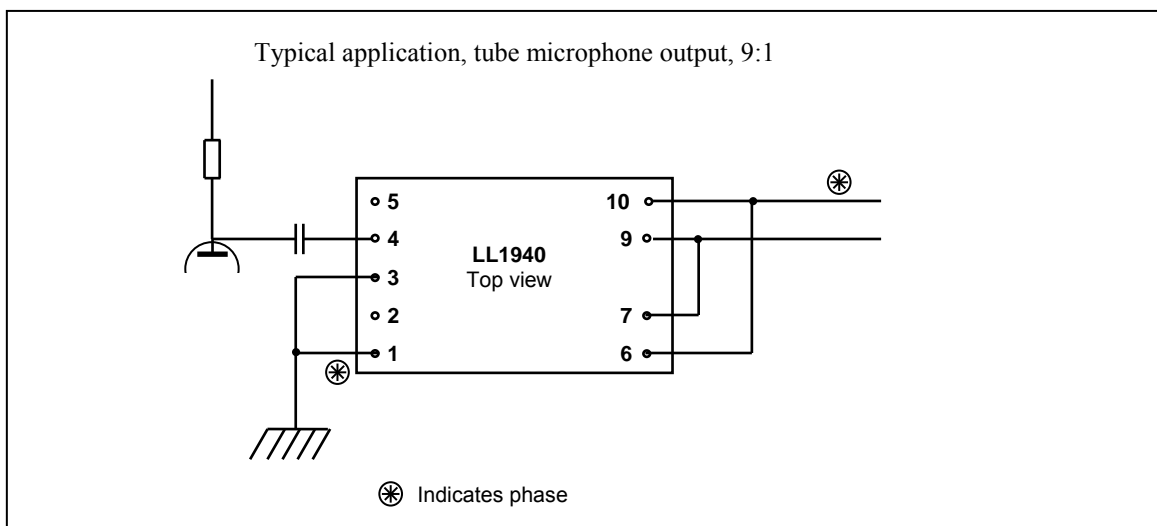 Typical application, tube microphone output, 9:1
5
10
4
9
LL1940
Top view
3
2
7
1
6
Indicates phase